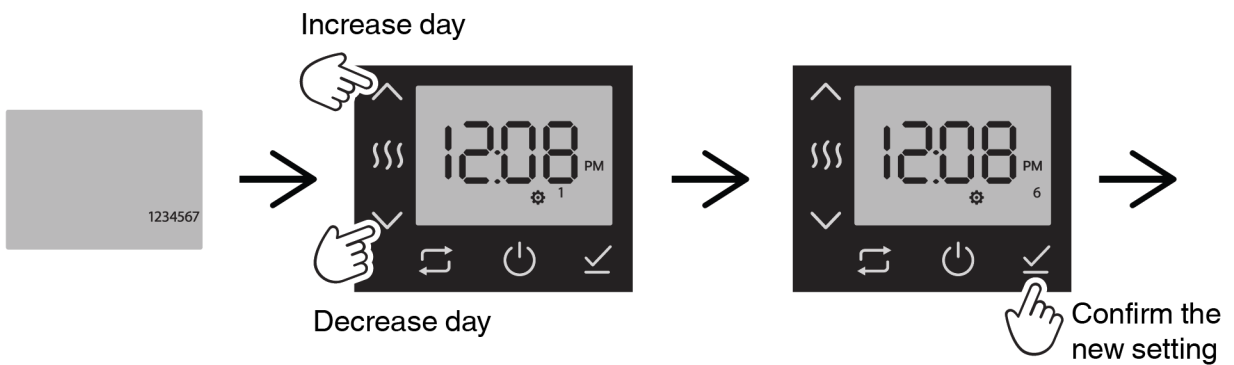 Increase day
1234567
12:08 PM
1
Decrease day
12:08 PM
6
Confirm the
new setting